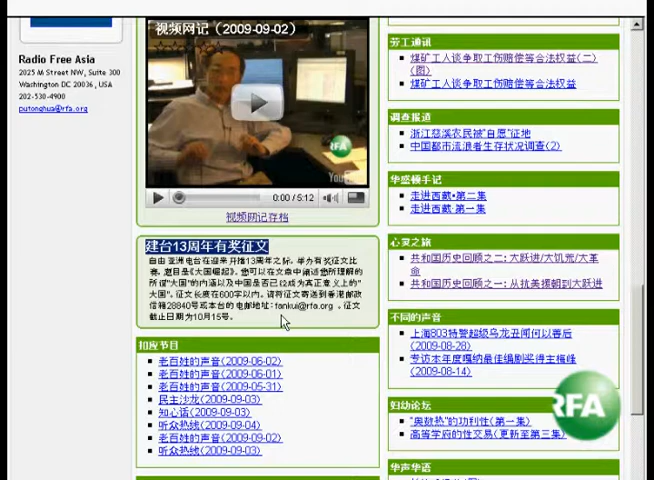 Radio Free Asia
2025 M Street NW, Suite 300
Washington DC 20036, USA
202-530-4900
putonghua@rfa.org
视频网记（2009-09-02）
RFA
You
0:00 / 5:12
视频网记存档
建台13周年有奖征文
自由亚洲电台在迎来开播13周年之际，举办有奖征文比
赛，题目是《大国崛起》。您可以在文章中阐述您所理解的
所谓"大国"的内涵以及中国是否已经成为真正意义上的"
大国"。征文长度在600字以内。请将征文寄送到香港邮政
信箱28840号或本台的电邮地址：fankui@rfa.org 。征文
截止日期为10月15号。
扣应节目
老百姓的声音(2009-06-02)
老百姓的声音(2009-06-01)
老百姓的声音(2009-05-31)
民主沙龙(2009-09-03)
知心话(2009-09-03)
听众热线(2009-09-04)
老百姓的声音(2009-09-02)
听众热线(2009-09-03)
劳工通讯
煤矿工人谈争取工伤赔偿等合法权益(二)
(图)
煤矿工人谈争取工伤赔偿等合法权益
调查报道
浙江慈溪农民被"自愿"征地
中国都市流浪者生存状况调查(2)
华盛顿手记
走进西藏•第二集
走进西藏·第一集
心灵之旅
共和国历史回顾之二：大跃进/大饥荒/大革
命
共和国历史回顾之一：从抗美援朝到大跃进
不同的声音
上海803特警超级乌龙丑闻何以善后
(2009-08-28)
专访本年度嘎纳最佳编剧奖得主梅峰
(2009-08-14)
妇幼论坛
"奥数热"的功利性(第一集)
高等学府的性交易(更新至第三集)
RFA
华声华语